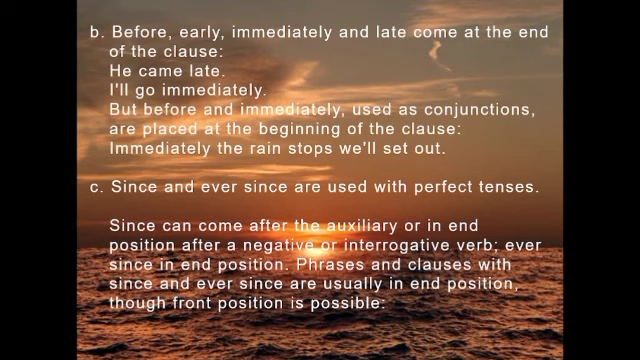 b. Before, early, immediately and late come at the end
of the clause:
He came late.
I'll go immediately.
But before and immediately, used as conjunctions,
are placed at the beginning of the clause:
Immediately the rain stops we'll set out.
c. Since and ever since are used with perfect tenses.
Since can come after the auxiliary or in end
position after a negative or interrogative verb; ever
since in end position. Phrases and clauses with
since and ever since are usually in end position,
though front position is possible: